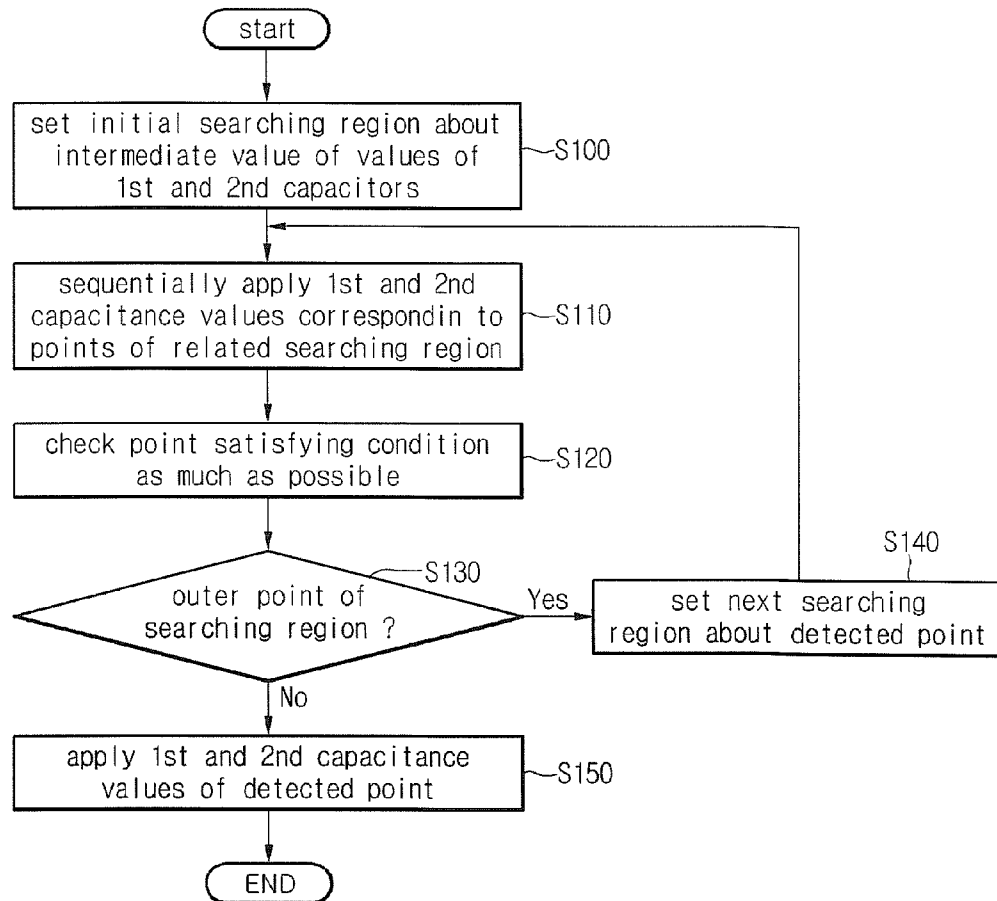 start
set initial searching region about
intermediate value of values of
1st and 2nd capacitors
S100
sequentially apply 1st and 2nd
capacitance values correspondin to
points of related searching region
S110
check point satisfying condition
as much as possible
S120
S130
outer point of
searching region ?
Yes
S140
set next searching
region about detected point
No
apply 1st and 2nd capacitance
values of detected point
S150
END